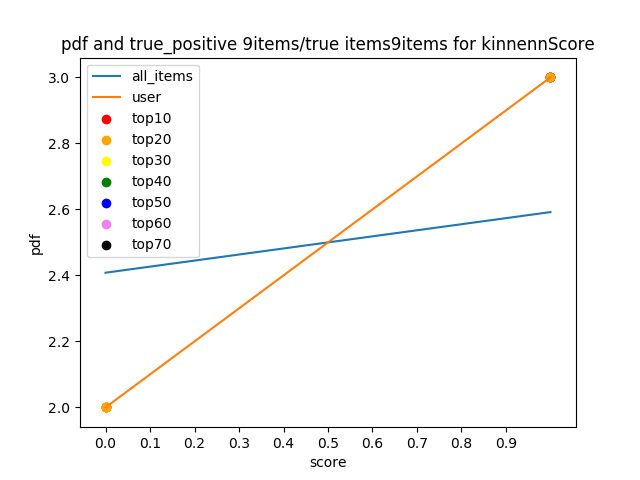 pdf and true_positive 9items/true items9items for kinnennScore
3.0
2.8
2.6
2.4
2.2
2.0
pdf
all_items
user
top10
top20
top30
top40
top50
top60
top70
0.0 0.1 0.2 0.3 0.4 0.5 0.6 0.7 0.8 0.9
score